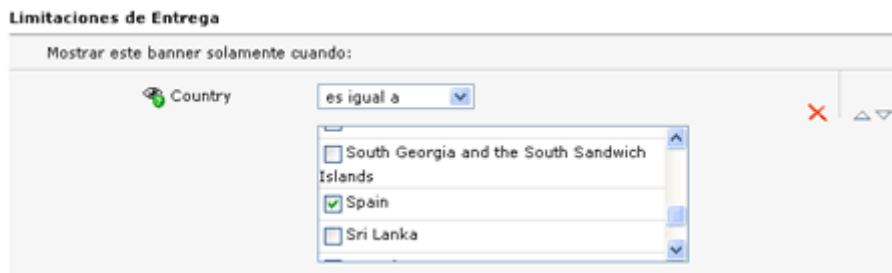 Limitaciones de Entrega
Mostrar este banner solamente cuando:
Country
es igual a
South Georgia and the South Sandwich
Islands
Spain
Sri Lanka